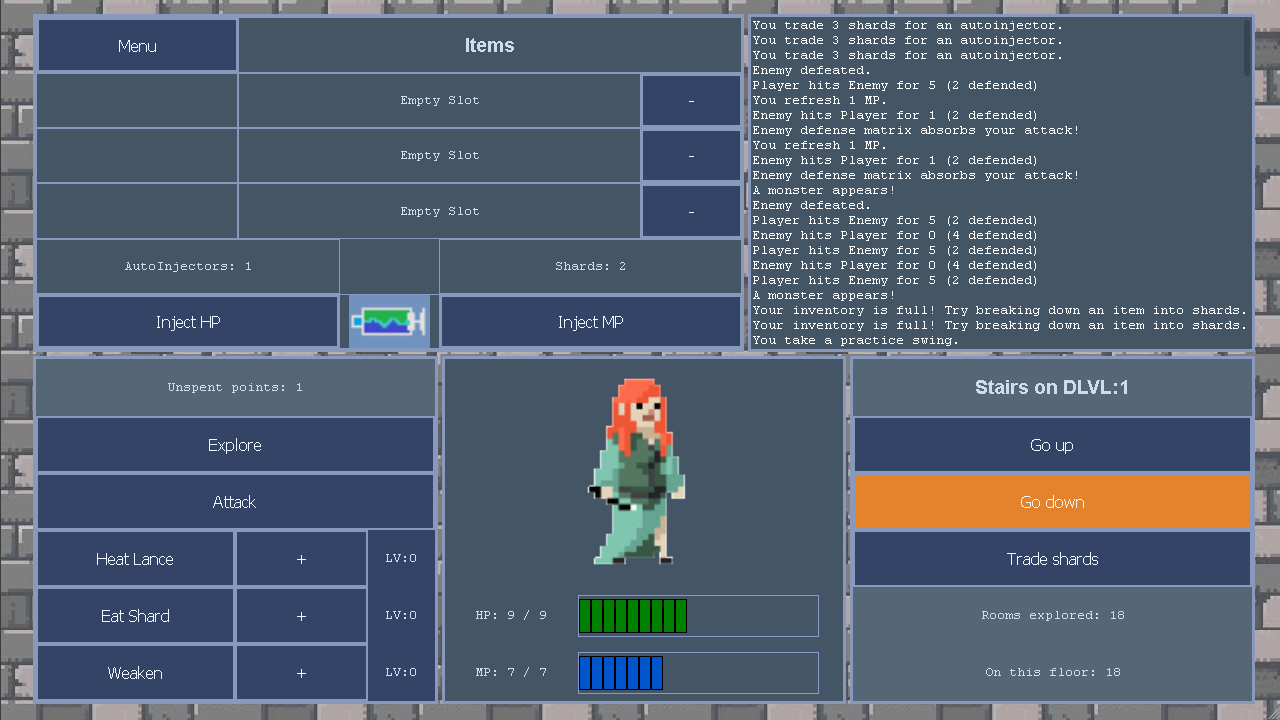 Menu
Items
Empty Slot
-
Empty Slot
-
Empty Slot
-
AutoInjectors: 1
Shards: 2
Inject HP
Inject MP
You trade 3 shards for an autoinjector.
You trade 3 shards for an autoinjector.
You trade 3 shards for an autoinjector.
Enemy defeated.
Player hits Enemy for 5 (2 defended)
You refresh 1 MP.
Enemy hits Player for 1 (2 defended)
Enemy defense matrix absorbs your attack!
You refresh 1 MP.
Enemy hits Player for 1 (2 defended)
Enemy defense matrix absorbs your attack!
A monster appears!
Enemy defeated.
Player hits Enemy for 5 (2 defended)
Enemy hits Player for 0 (4 defended)
Player hits Enemy for 5 (2 defended)
Enemy hits Player for 0 (4 defended)
Player hits Enemy for 5 (2 defended)
A monster appears!
Your inventory is full! Try breaking down an item into shards.
Your inventory is full! Try breaking down an item into shards.
You take a practice swing.
Unspent points: 1
Explore
Attack
Heat Lance
+
LV:0
Eat Shard
+
LV:0
Weaken
+
LV:0
HP: 9 / 9
MP: 7 / 7
Stairs on DLVL:1
Go up
Go down
Trade shards
Rooms explored: 18
On this floor: 18